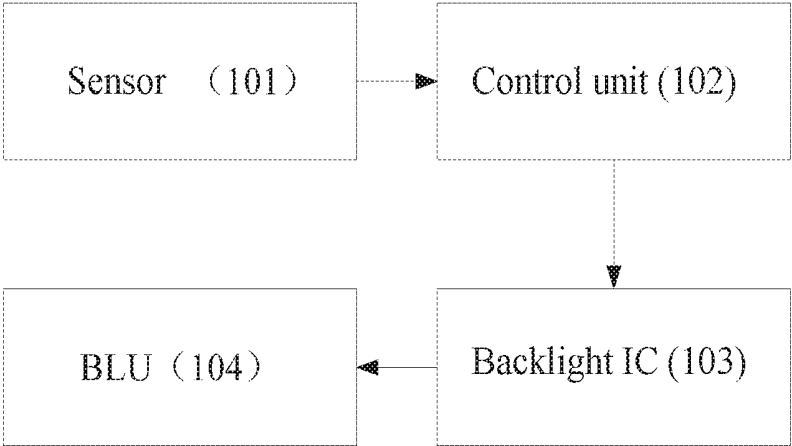 Sensor （101）
Control unit (102)
BLU（104）
Backlight IC (103)